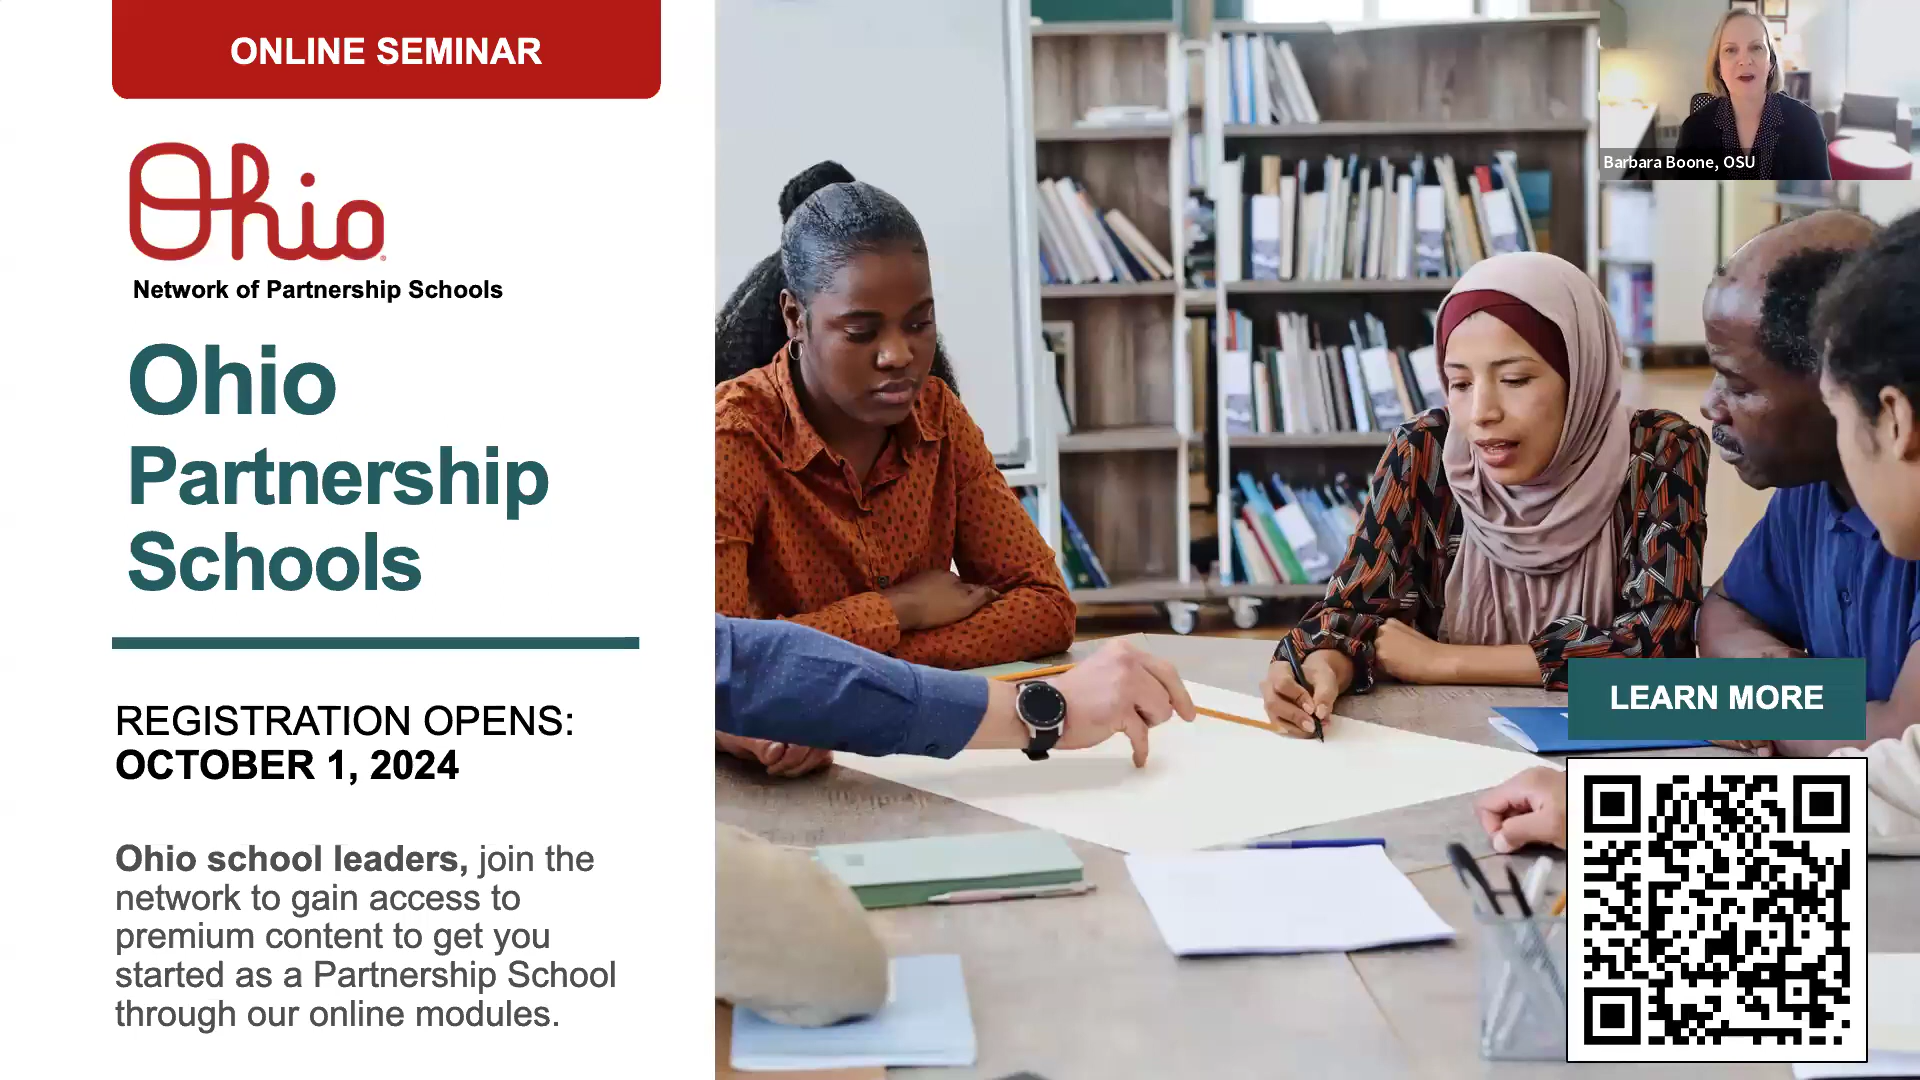 ONLINE SEMINAR
Ohio
Network of Partnership Schools
Ohio
Partnership
Schools
REGISTRATION OPENS:
OCTOBER 1, 2024
Ohio school leaders, join the
network to gain access to
premium content to get you
started as a Partnership School
through our online modules.
Barbara Boone, OSU
LEARN MORE